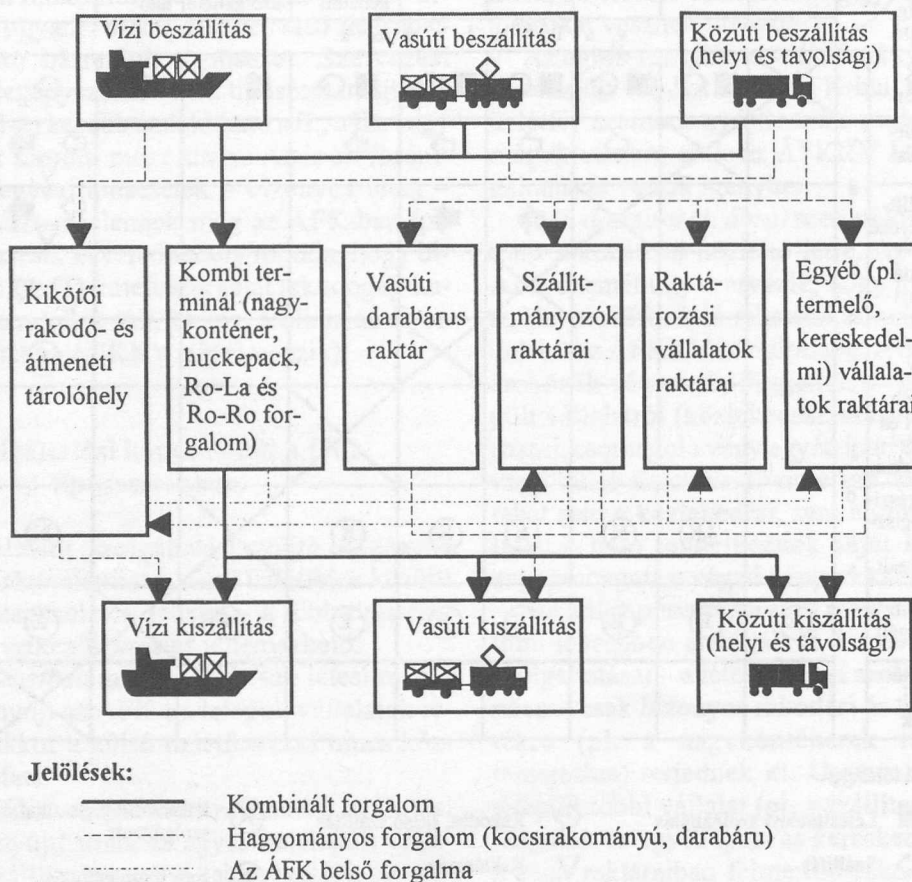 Vízi beszállítás
Vasúti beszállítás
Közúti beszállítás
(helyi és távolsági)
Kikötői
rakodó- és
átmeneti
tárolóhely
Kombi ter-
minál (nagy-
konténer,
huckepack,
Ro-La és
Ro-Ro for-
galom)
Vasúti
darabárus
raktár
Szállít-
mányozók
raktárai
Raktá-
rozási
vállalatok
raktárai
Egyéb (pl.
termelő,
kereskedel-
mi) vállala-
tok raktárai
Vízi kiszállítás
Vasúti kiszállítás
Közúti kiszállítás
(helyi és távolsági)
Jelölések:
Kombinált forgalom
Hagyományos forgalom (kocsirakományú, darabáru)
Az ÁFK belső forgalma